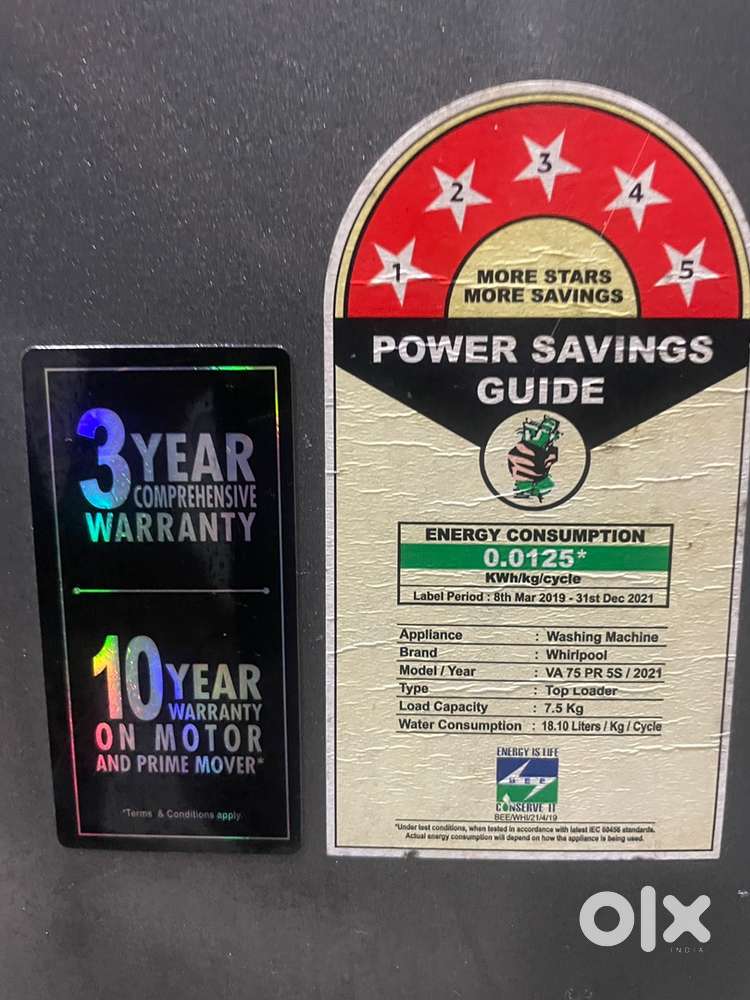 3 YEAR
COMPREHENSIVE
WARRANTY
10 YEAR
WARRANTY
ON MOTOR
AND PRIME MOVER*
*Terms & Conditions apply
1 2 3 4 5
MORE STARS
MORE SAVINGS
POWER SAVINGS
GUIDE
ENERGY CONSUMPTION
0.0125*
KWh/kg/cycle
Label Period : 8th Mar 2019 - 31st Dec 2021
Appliance : Washing Machine
Brand : Whirlpool
Model / Year : VA 75 PR 5S / 2021
Type : Top Loader
Load Capacity : 7.5 Kg
Water Consumption : 18.10 Liters / Kg / Cycle
ENERGY IS LIFE
BEE
CONSERVE IT
BEE/WHI/21/4/19
*Under test conditions, when tested in accordance with latest IEC 60456 standards.
Actual energy consumption will depend on how the appliance is being used.
olx
INDIA